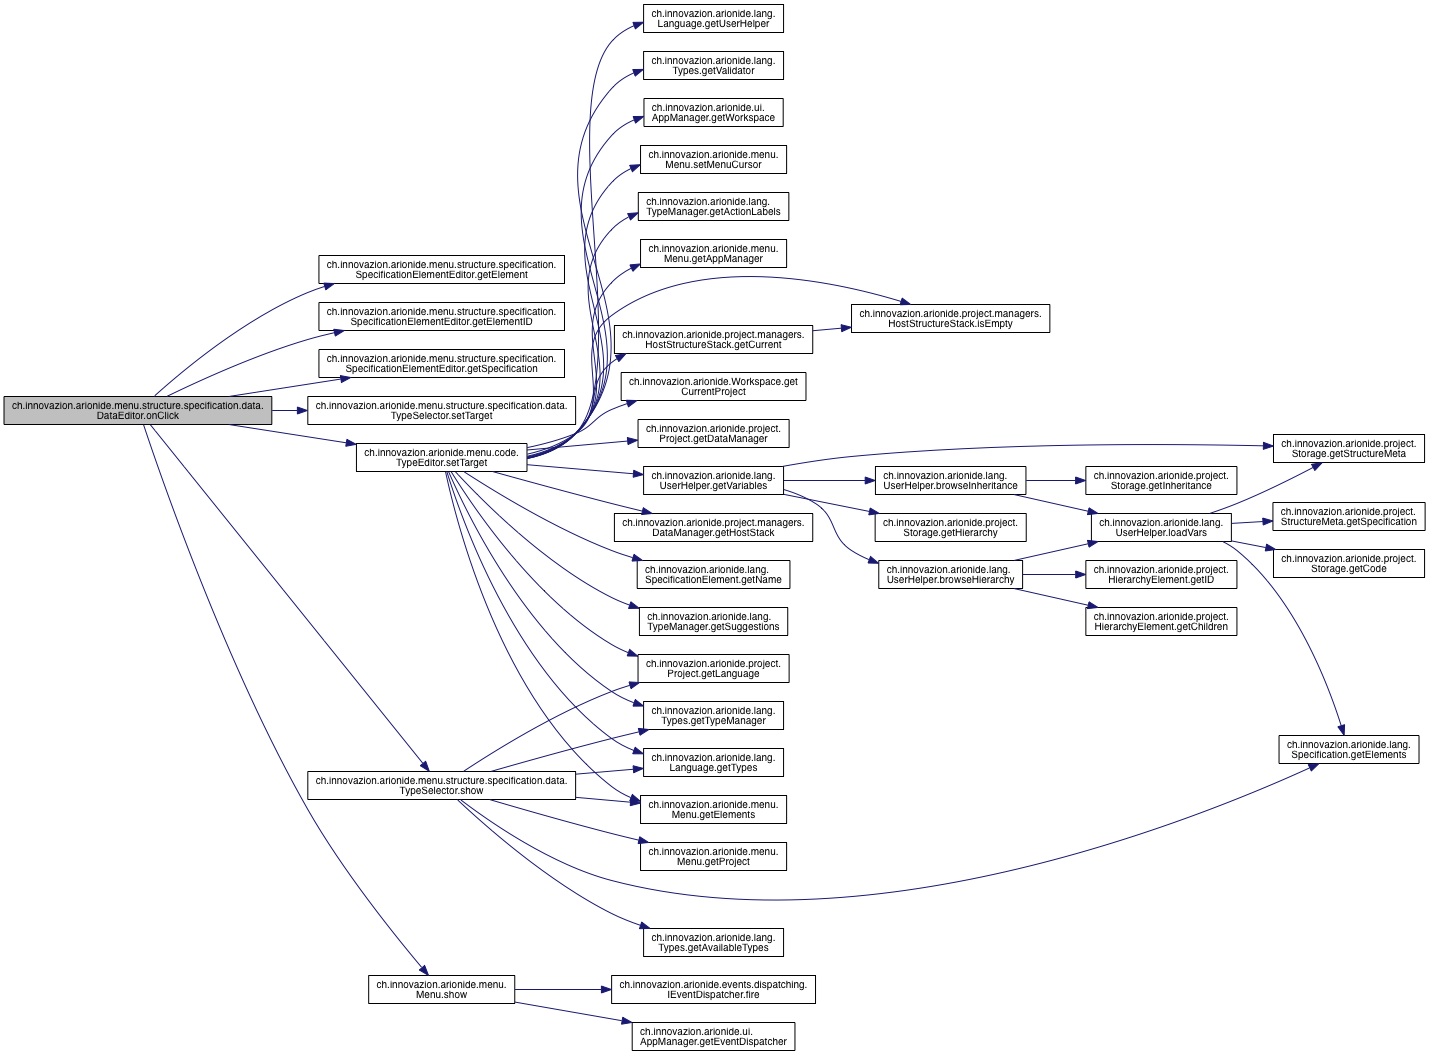 ch.innovazion.arionide.menu.structure.specification.data.
DataEditor.onClick
ch.innovazion.arionide.menu.structure.specification.
SpecificationElementEditor.getElement
ch.innovazion.arionide.menu.structure.specification.
SpecificationElementEditor.getElementID
ch.innovazion.arionide.menu.structure.specification.
SpecificationElementEditor.getSpecification
ch.innovazion.arionide.menu.structure.specification.data.
TypeSelector.setTarget
ch.innovazion.arionide.menu.code.
TypeEditor.setTarget
ch.innovazion.arionide.menu.structure.specification.data.
TypeSelector.show
ch.innovazion.arionide.menu.
Menu.show
ch.innovazion.arionide.lang.
Language.getUserHelper
ch.innovazion.arionide.lang.
Types.getValidator
ch.innovazion.arionide.ui.
AppManager.getWorkspace
ch.innovazion.arionide.menu.
Menu.setMenuCursor
ch.innovazion.arionide.lang.
TypeManager.getActionLabels
ch.innovazion.arionide.menu.
Menu.getAppManager
ch.innovazion.arionide.project.managers.
HostStructureStack.getCurrent
ch.innovazion.arionide.Workspace.get
CurrentProject
ch.innovazion.arionide.project.
Project.getDataManager
ch.innovazion.arionide.lang.
UserHelper.getVariables
ch.innovazion.arionide.project.managers.
DataManager.getHostStack
ch.innovazion.arionide.lang.
SpecificationElement.getName
ch.innovazion.arionide.lang.
TypeManager.getSuggestions
ch.innovazion.arionide.project.
Project.getLanguage
ch.innovazion.arionide.lang.
Types.getTypeManager
ch.innovazion.arionide.lang.
Language.getTypes
ch.innovazion.arionide.menu.
Menu.getElements
ch.innovazion.arionide.menu.
Menu.getProject
ch.innovazion.arionide.lang.
Types.getAvailableTypes
ch.innovazion.arionide.events.dispatching.
IEventDispatcher.fire
ch.innovazion.arionide.ui.
AppManager.getEventDispatcher
ch.innovazion.arionide.project.managers.
HostStructureStack.isEmpty
ch.innovazion.arionide.lang.
UserHelper.browseInheritance
ch.innovazion.arionide.project.
Storage.getHierarchy
ch.innovazion.arionide.lang.
UserHelper.browseHierarchy
ch.innovazion.arionide.project.
Storage.getInheritance
ch.innovazion.arionide.lang.
UserHelper.loadVars
ch.innovazion.arionide.project.
HierarchyElement.getID
ch.innovazion.arionide.project.
HierarchyElement.getChildren
ch.innovazion.arionide.project.
Storage.getStructureMeta
ch.innovazion.arionide.project.
StructureMeta.getSpecification
ch.innovazion.arionide.project.
Storage.getCode
ch.innovazion.arionide.lang.
Specification.getElements